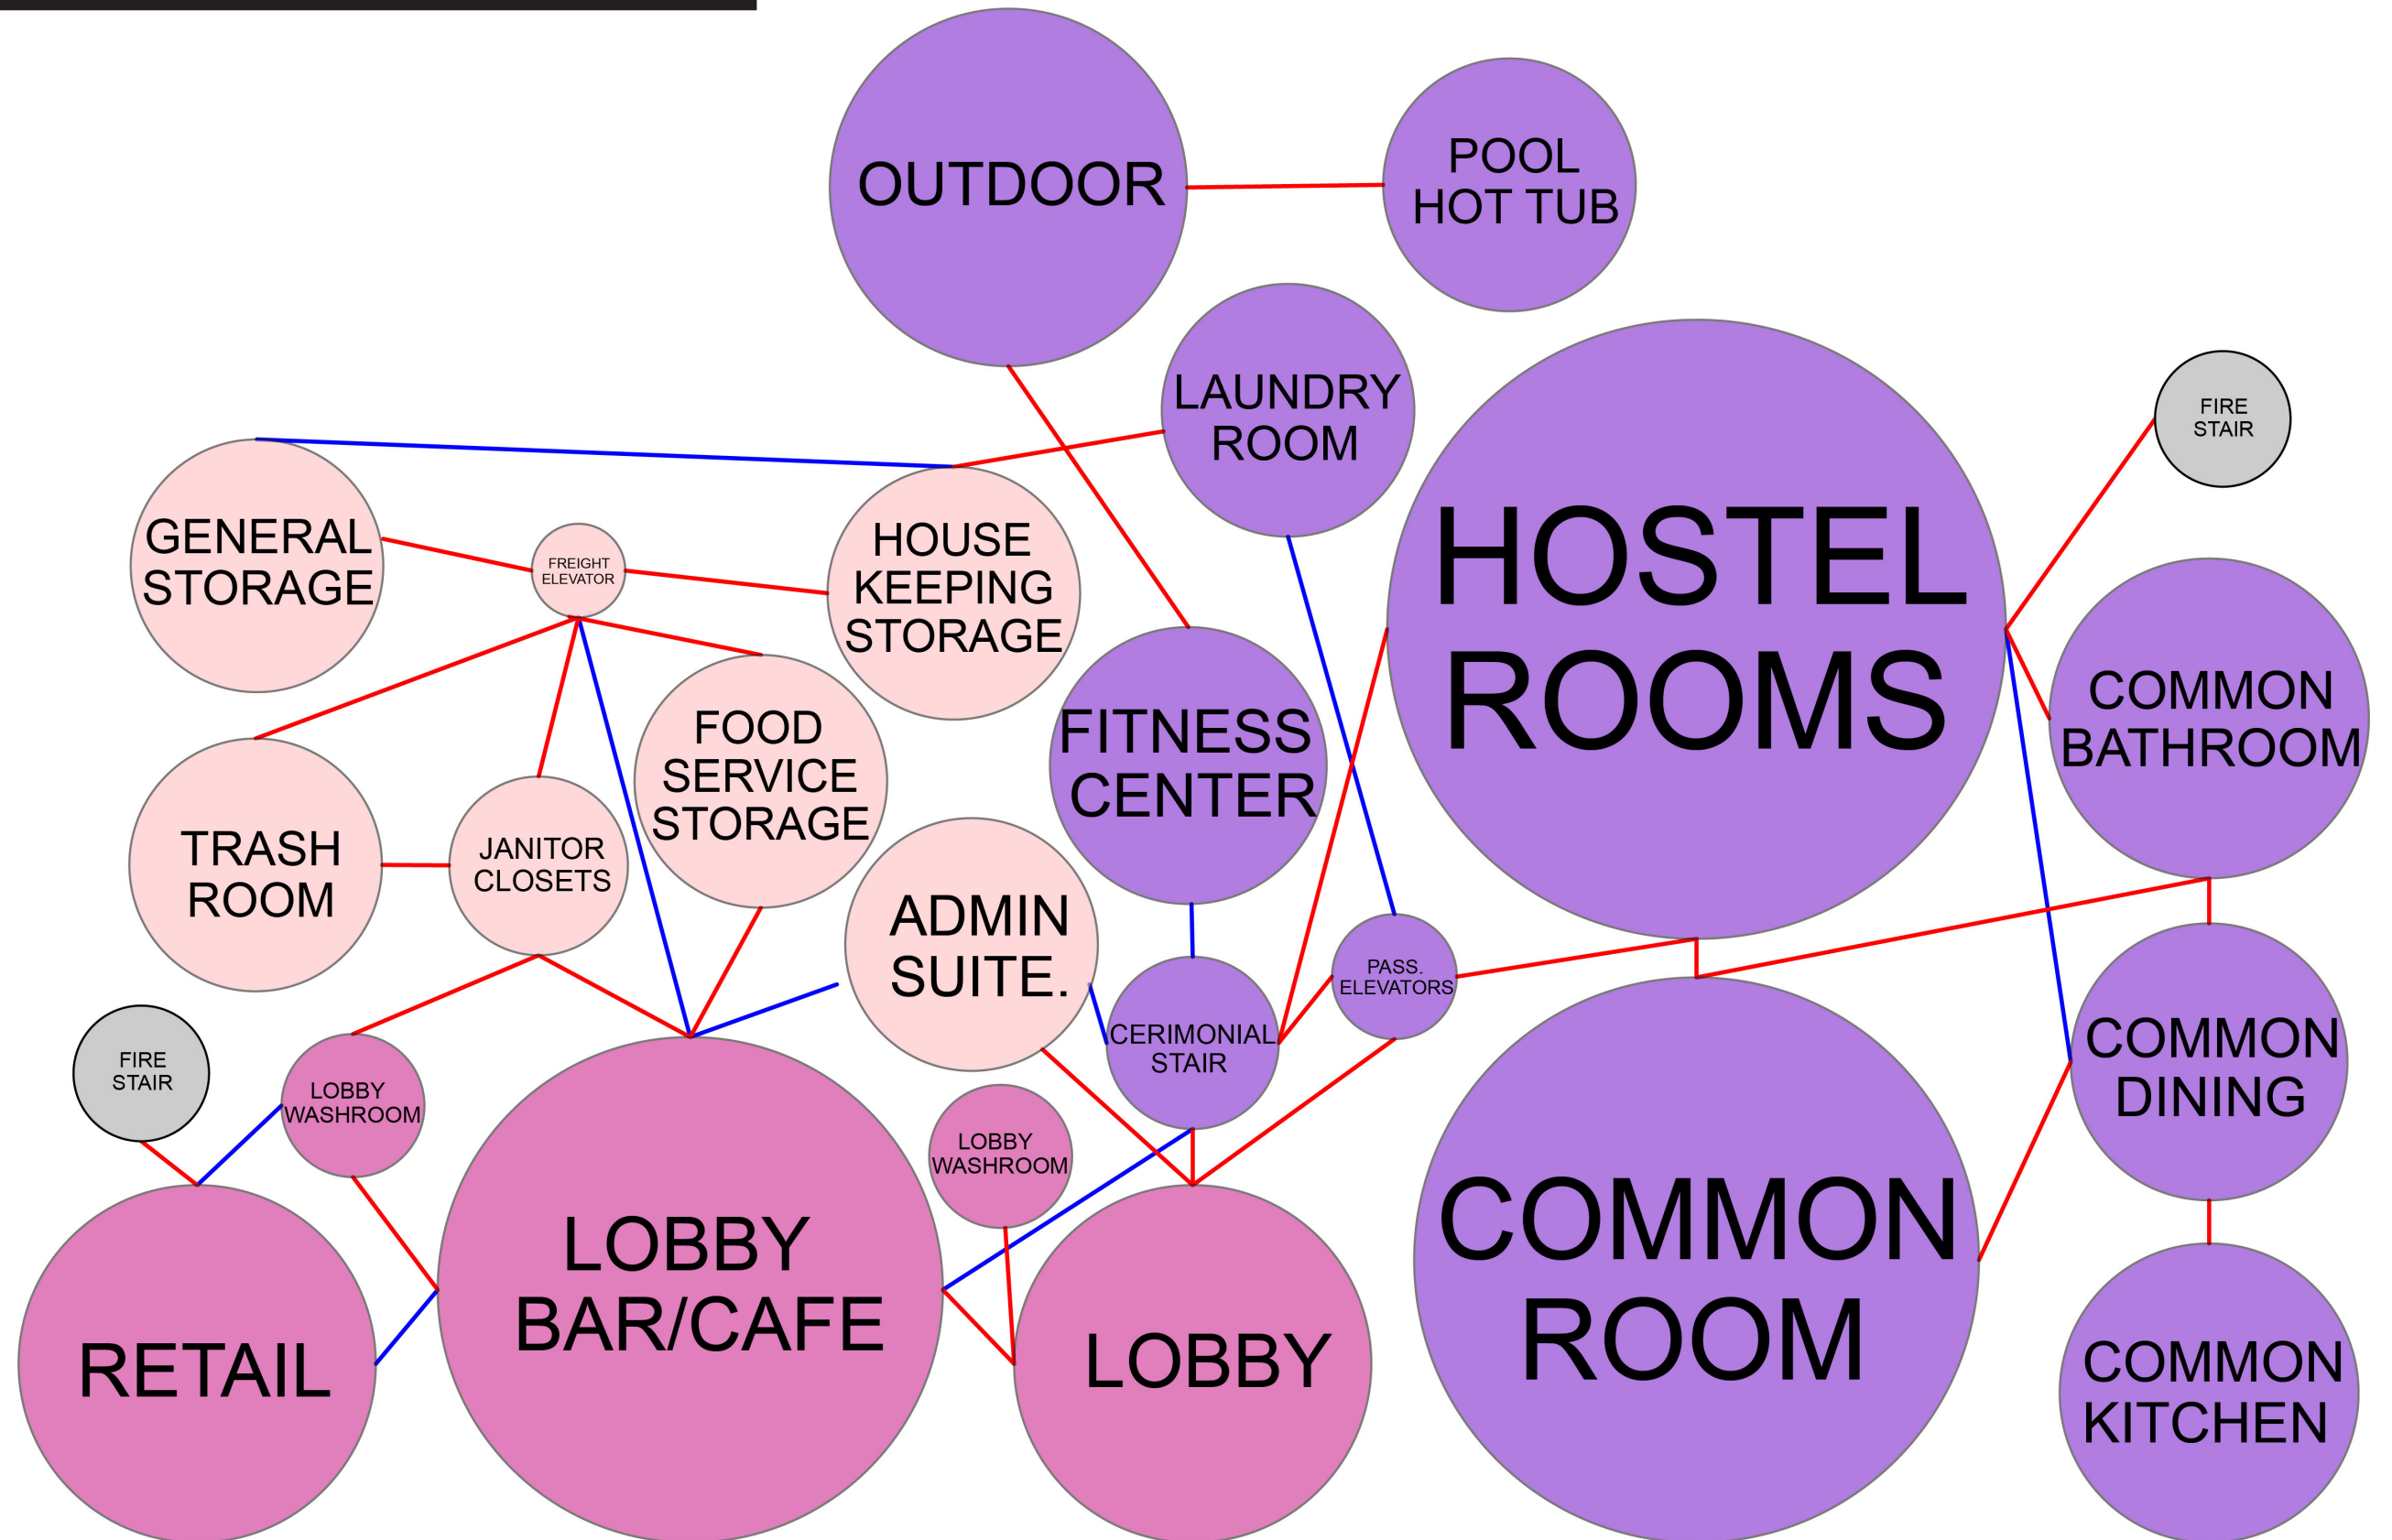 OUTDOOR
POOL
HOT TUB
LAUNDRY
ROOM
HOSTEL
ROOMS
FIRE
STAIR
GENERAL
STORAGE
FREIGHT
ELEVATOR
HOUSE
KEEPING
STORAGE
FOOD
SERVICE
STORAGE
FITNESS
CENTER
COMMON
BATHROOM
TRASH
ROOM
JANITOR
CLOSETS
ADMIN
SUITE.
PASS.
ELEVATORS
CERIMONIAL
STAIR
FIRE
STAIR
LOBBY
WASHROOM
LOBBY
WASHROOM
COMMON
DINING
RETAIL
LOBBY
BAR/CAFE
LOBBY
COMMON
ROOM
COMMON
KITCHEN